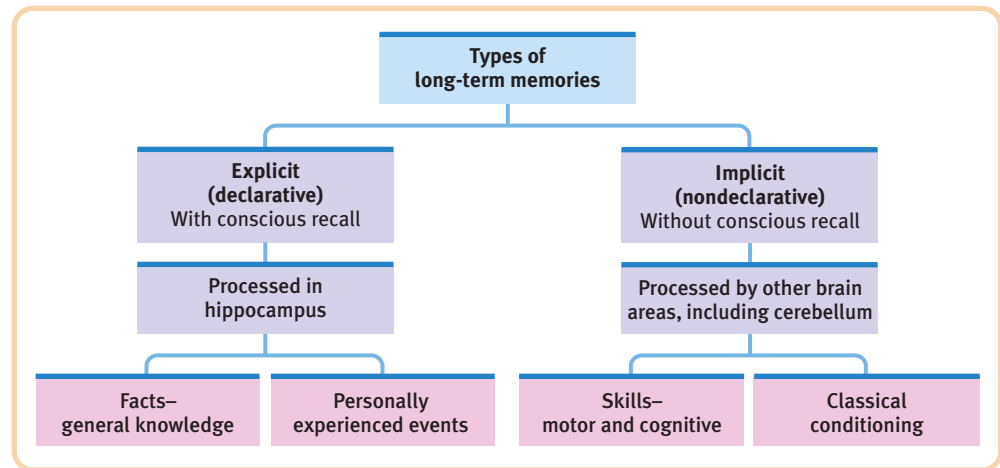 Types of
long-term memories
Explicit
(declarative)
With conscious recall
Implicit
(nondeclarative)
Without conscious recall
Processed in
hippocampus
Processed by other brain
areas, including cerebellum
Facts–
general knowledge
Personally
experienced events
Skills–
motor and cognitive
Classical
conditioning